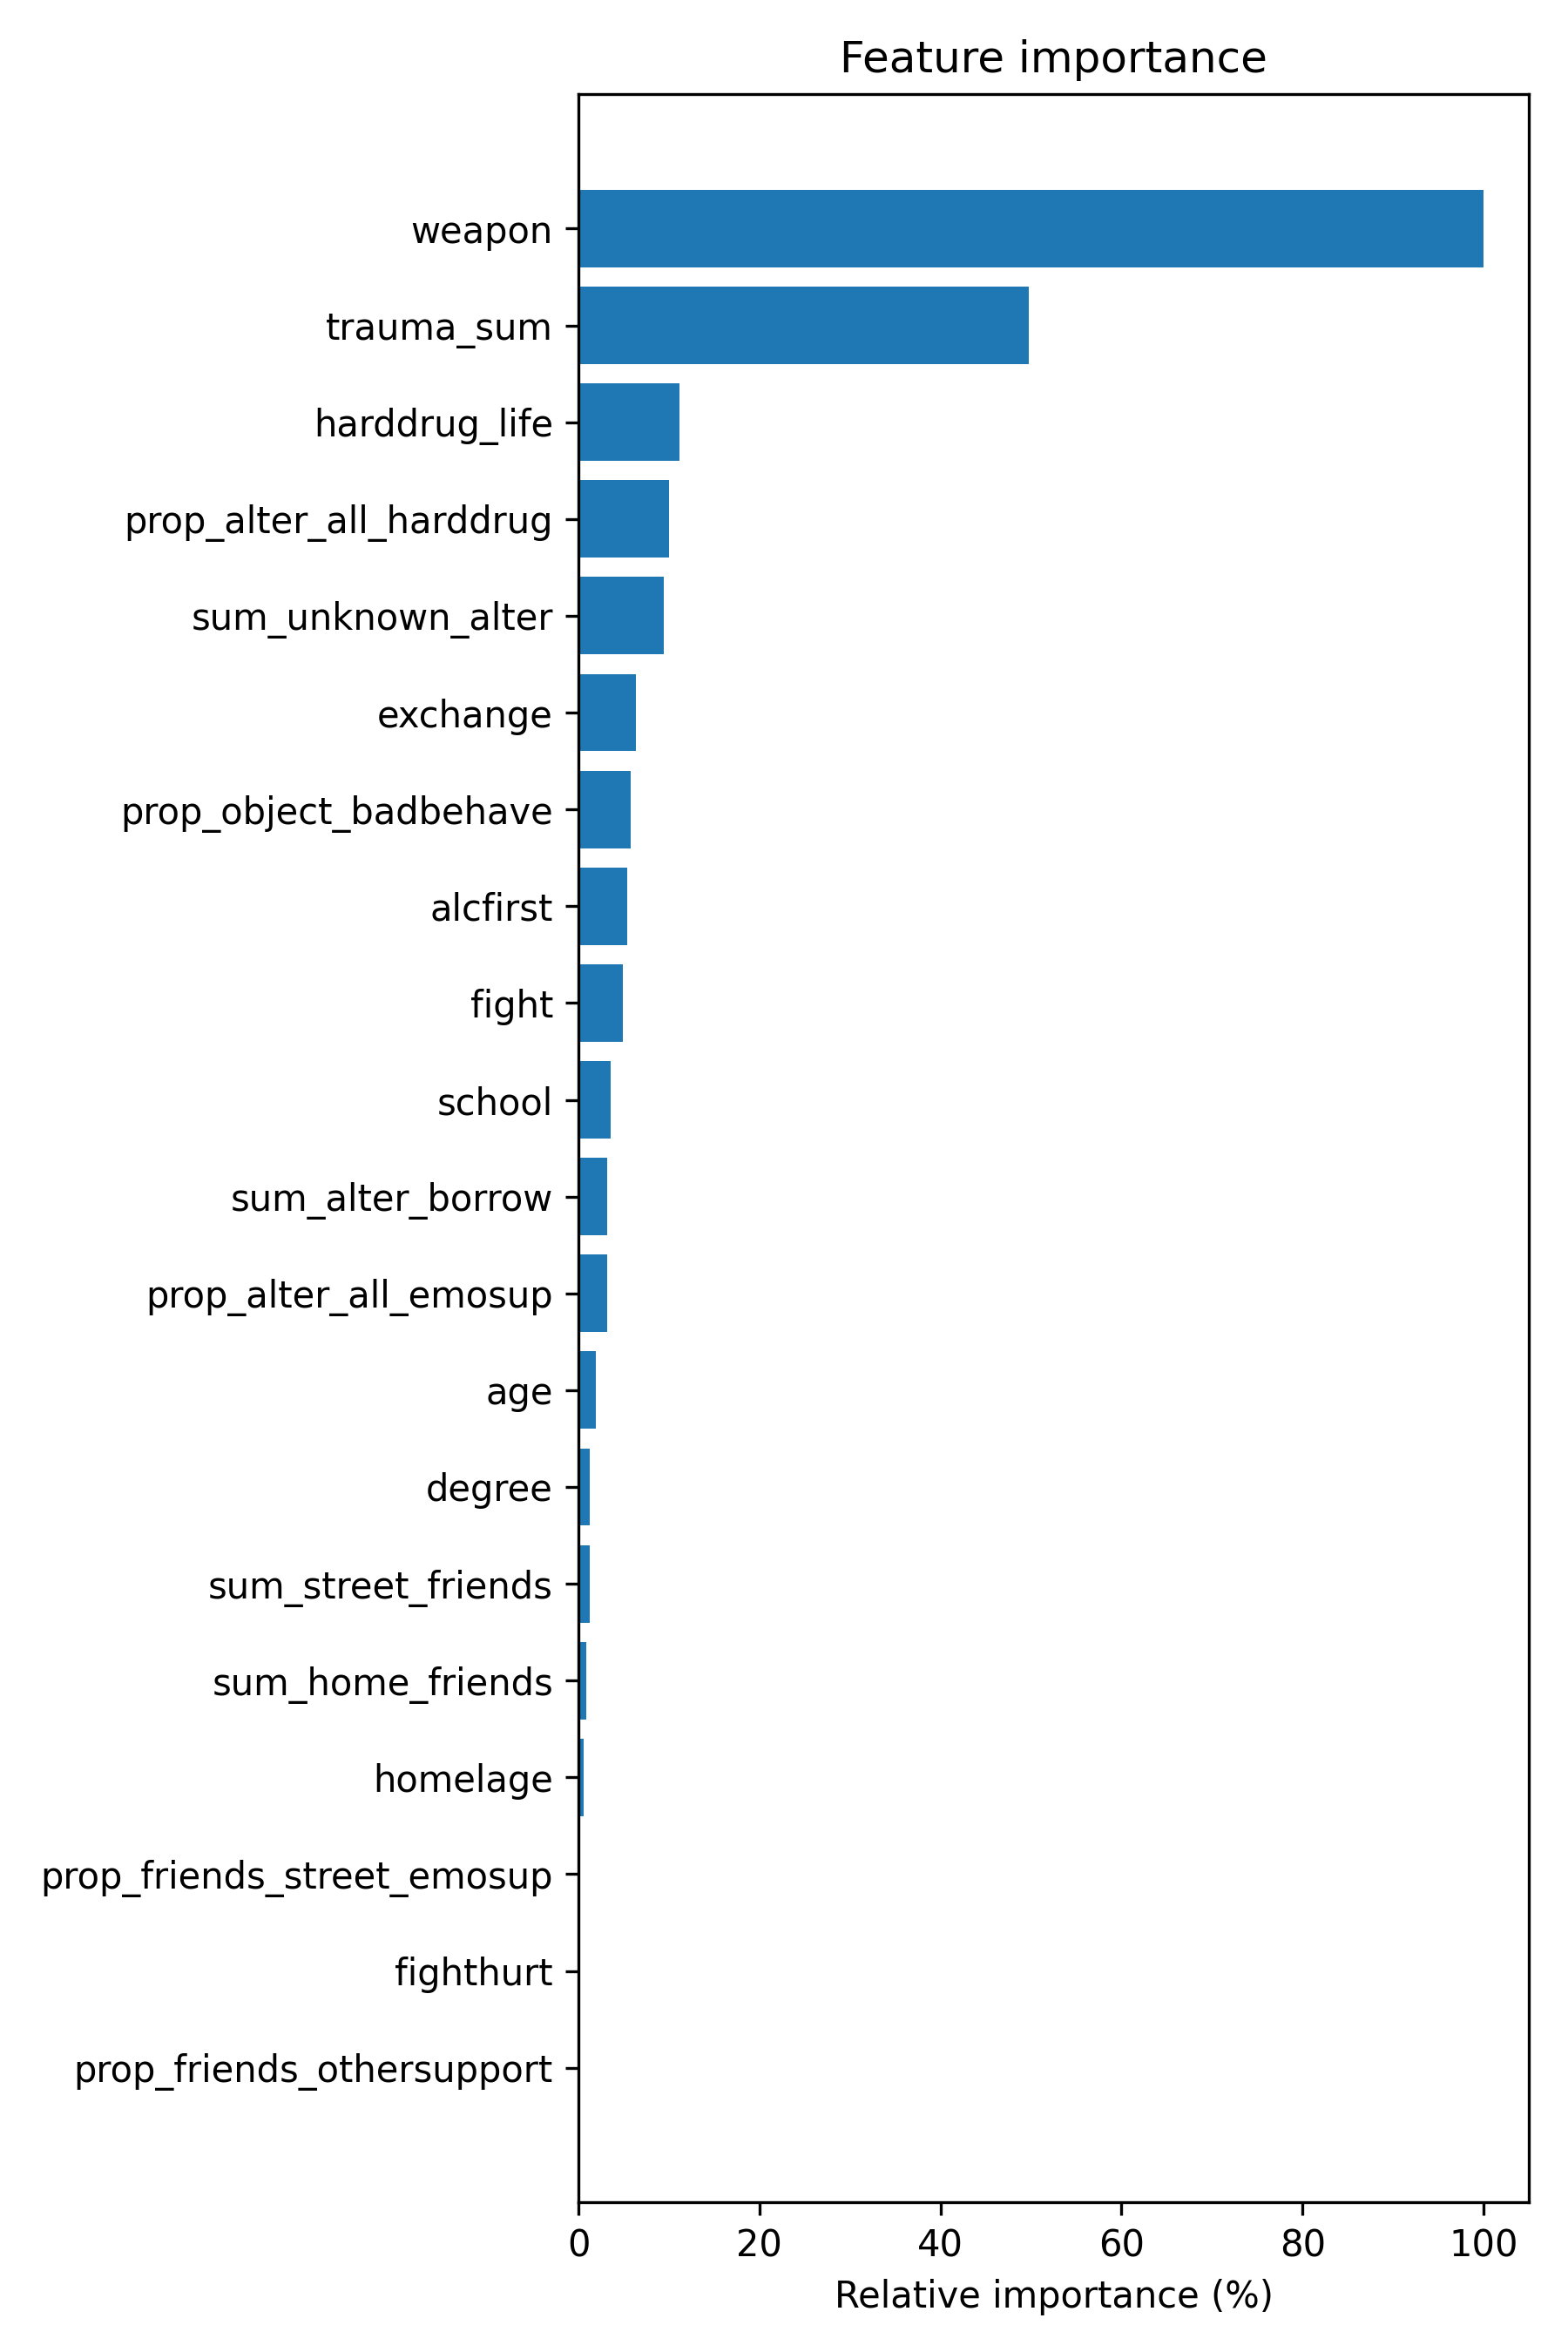 Feature importance
weapon
trauma_sum
harddrug_life
prop_alter_all_harddrug
sum_unknown_alter
exchange
prop_object_badbehave
alcfirst
fight
school
sum_alter_borrow
prop_alter_all_emosup
age
degree
sum_street_friends
sum_home_friends
homelage
prop_friends_street_emosup
fighthurt
prop_friends_othersupport
0 20 40 60 80 100
Relative importance (%)